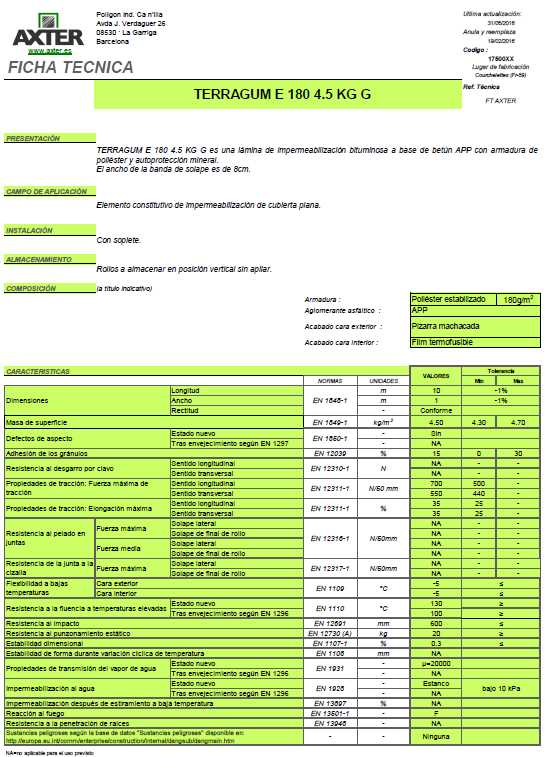 AXTER
www.axter.es
Poligon Ind. Ca n'Illa
Avda J. Verdaguer 26
08530 · La Garriga
Barcelona
Ultima actualización:
31/05/2016
Anula y reemplaza
19/02/2016
Codigo :
17500XX
Lugar de fabricación
Courchelettes (Fr-59)
Ref. Técnica
FT AXTER
FICHA TECNICA
TERRAGUM E 180 4.5 KG G
PRESENTACIÓN
TERRAGUM E 180 4.5 KG G es una lámina de impermeabilización bituminosa a base de betún APP con armadura de
poliéster y autoprotección mineral.
El ancho de la banda de solape es de 8cm.
CAMPO DE APLICACIÓN
Elemento constitutivo de impermeabilización de cubierta plana.
INSTALACIÓN
Con soplete.
ALMACENAMIENTO
Rollos a almacenar en posición vertical sin apilar.
COMPOSICIÓN (a título indicativo)
Armadura : Poliéster estabilizado 180g/m²
Aglomerante asfáltico : APP
Acabado cara exterior : Pizarra machacada
Acabado cara interior : Film termofusible
CARACTERISTICAS VALORES Tolerancia
NORMAS UNIDADES Min Max
Dimensiones Longitud EN 1848-1 m 10 -1%
Ancho m 1 -1%
Rectitud - Conforme
Masa de superficie EN 1849-1 kg/m² 4.50 4.30 4.70
Defectos de aspecto Estado nuevo EN 1850-1 - Sin
Tras envejecimiento según EN 1297 - NA
Adhesión de los gránulos EN 12039 % 15 0 30
Resistencia al desgarro por clavo Sentido longitudinal EN 12310-1 N NA - -
Sentido transversal NA - -
Propiedades de tracción: Fuerza máxima de tracción Sentido longitudinal EN 12311-1 N/50 mm 700 500 -
Sentido transversal 550 440 -
Propiedades de tracción: Elongación máxima Sentido longitudinal EN 12311-1 % 35 25 -
Sentido transversal 35 25 -
Resistencia al pelado en juntas Fuerza máxima Solape lateral EN 12316-1 N/50mm NA - -
Solape de final de rollo NA - -
Fuerza media Solape lateral NA - -
Solape de final de rollo NA - -
Resistencia de la junta a la cizalla Fuerza máxima Solape lateral EN 12317-1 N/50mm NA - -
Solape de final de rollo NA - -
Flexibilidad a bajas temperaturas Cara exterior EN 1109 °C -5 ≤
Cara interior -5 ≤
Resistencia a la fluencia a temperaturas elevadas Estado nuevo EN 1110 °C 130 ≥
Tras envejecimiento según EN 1296 100 ≥
Resistencia al impacto EN 12691 mm 600 ≤
Resistencia al punzonamiento estático EN 12730 (A) kg 20 ≥
Estabilidad dimensional EN 1107-1 % 0.3 ≤
Estabilidad de forma durante variación cíclica de temperatura EN 1108 mm NA
Propiedades de transmisión del vapor de agua Estado nuevo EN 1931 - µ=20000
Tras envejecimiento según EN 1296 - NA
Impermeabilización al agua Estado nuevo EN 1928 - Estanco bajo 10 kPa
Tras envejecimiento según EN 1296 - NA
Impermeabilización después de estiramiento a baja temperatura EN 13897 % NA
Reacción al fuego EN 13501-1 - F
Resistencia a la penetración de raíces EN 13948 - NA
Sustancias peligrosas según la base de datos "Sustancias peligrosas" disponible en: - - Ninguna
http://europa.eu.int/comm/enterprise/construction/internal/dangsub/dangmain.htm
NA=no aplicable para el uso previsto